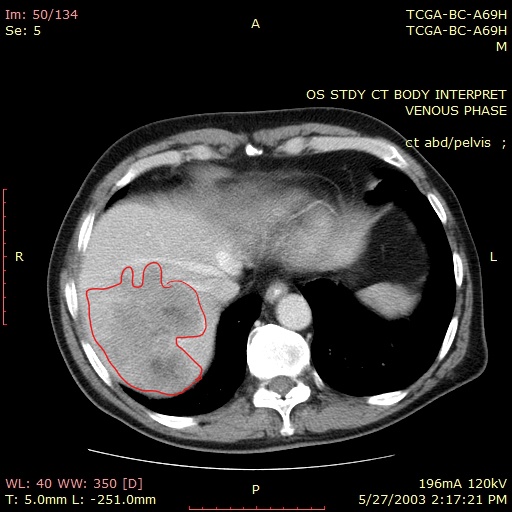 Im: 50/134
Se: 5
A
TCGA-BC-A69H
TCGA-BC-A69H
M
OS STDY CT BODY INTERPRET
VENOUS PHASE
ct abd/pelvis ;
R
L
WL: 40 WW: 350 [D]
T: 5.0mm L: -251.0mm
P
196mA 120kV
5/27/2003 2:17:21 PM